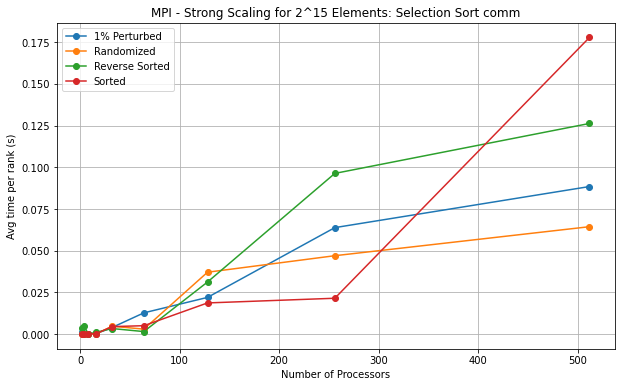 MPI - Strong Scaling for 2^15 Elements: Selection Sort comm
1% Perturbed
Randomized
Reverse Sorted
Sorted
Avg time per rank (s)
0.175
0.150
0.125
0.100
0.075
0.050
0.025
0.000
0 100 200 300 400 500
Number of Processors